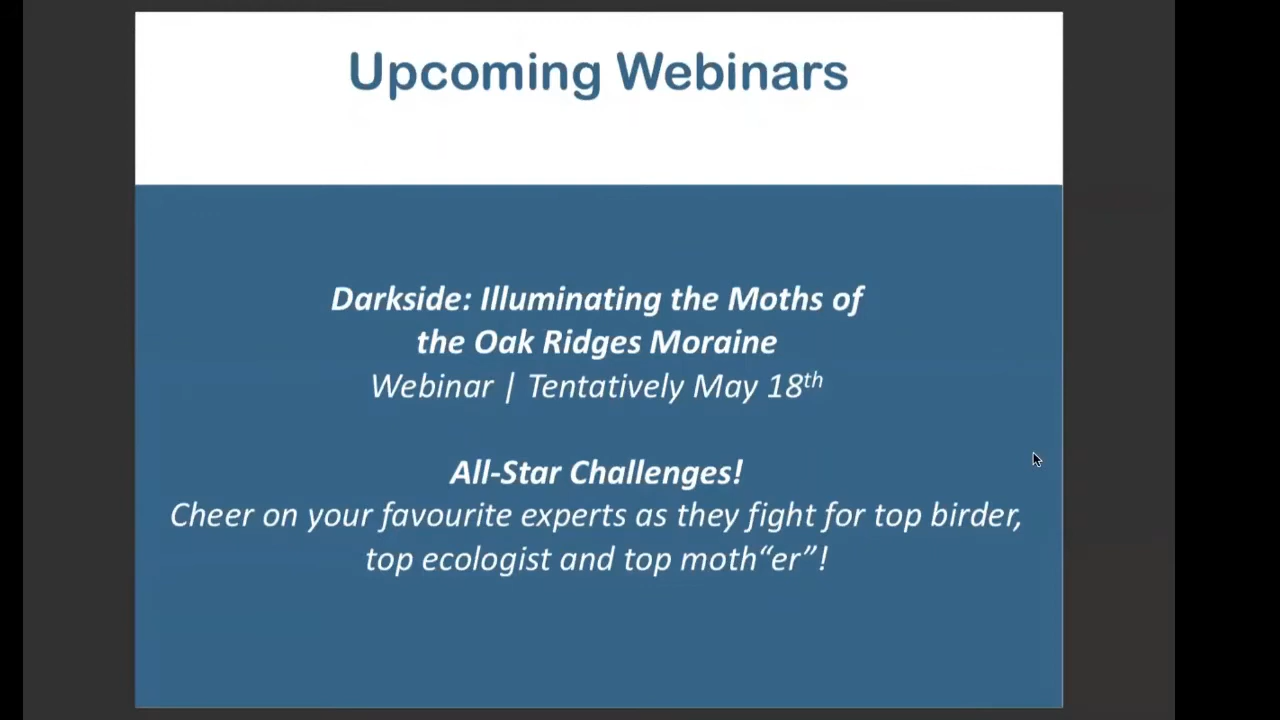 Upcoming Webinars
Darkside: Illuminating the Moths of
the Oak Ridges Moraine
Webinar | Tentatively May 18th
All-Star Challenges!
Cheer on your favourite experts as they fight for top birder,
top ecologist and top moth“er”!